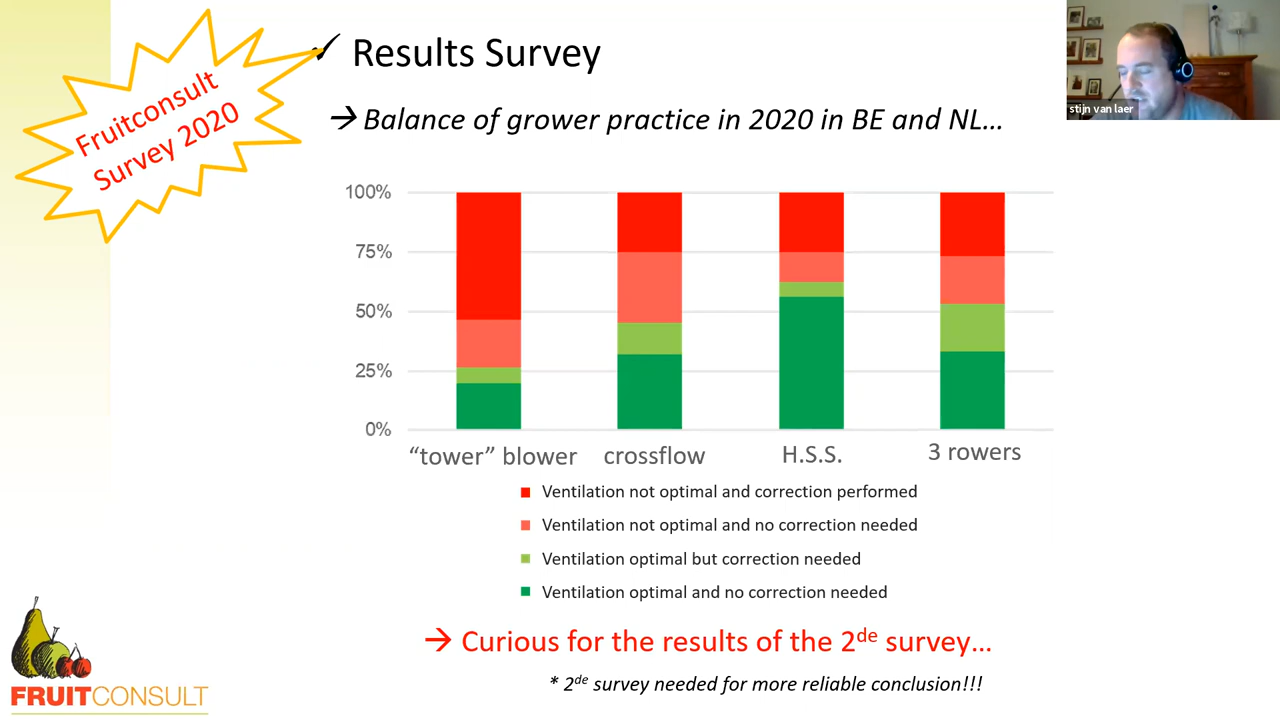 Fruitconsult
Survey 2020
✓ Results Survey
→ Balance of grower practice in 2020 in BE and NL...
stijn van laer
100%
75%
50%
25%
0%
"tower" blower
crossflow
H.S.S.
3 rowers
Ventilation not optimal and correction performed
Ventilation not optimal and no correction needed
Ventilation optimal but correction needed
Ventilation optimal and no correction needed
→ Curious for the results of the 2de survey...
* 2de survey needed for more reliable conclusion!!!
FRUITCONSULT